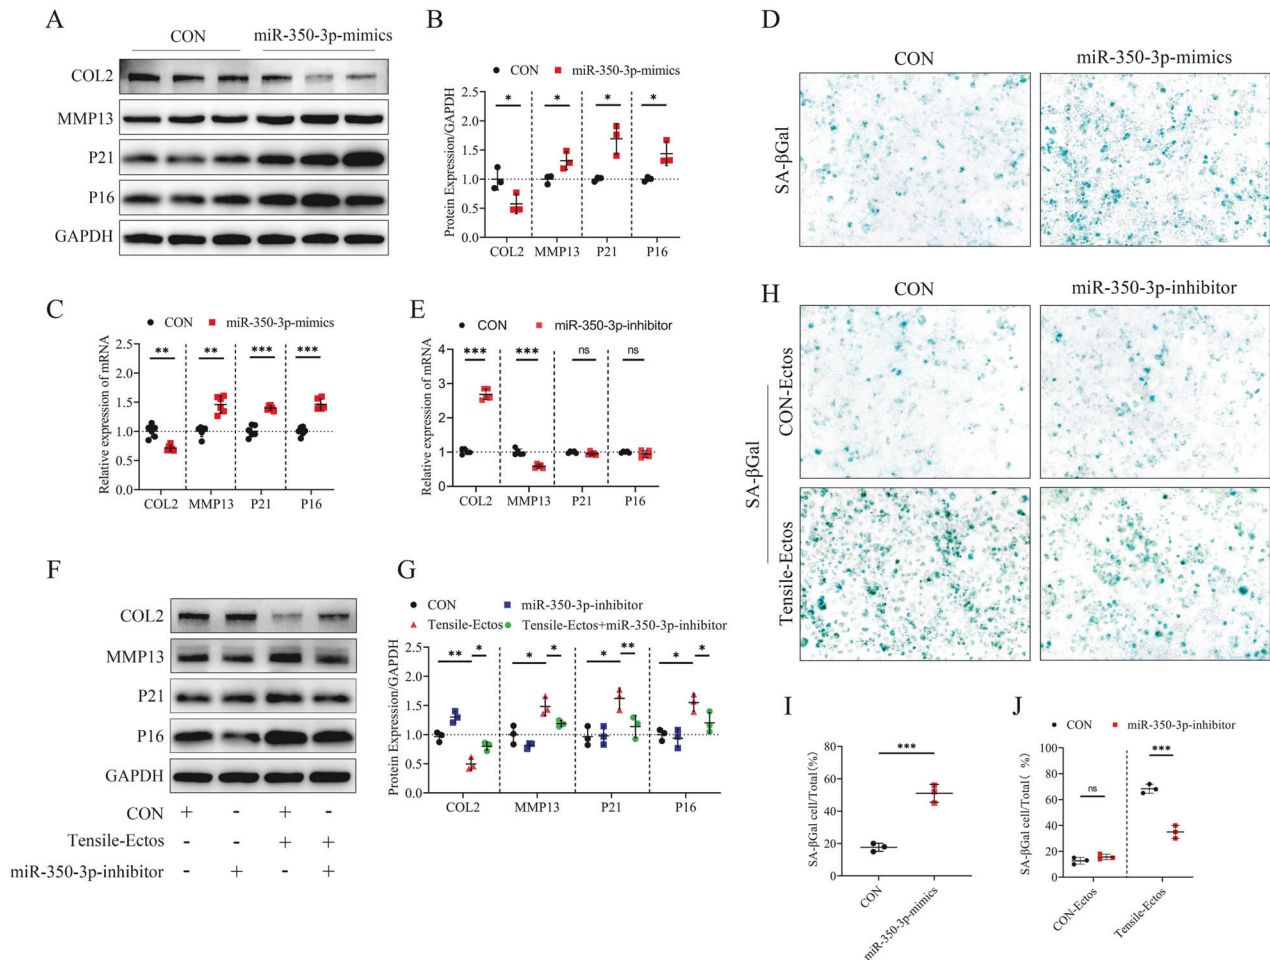 A
CON miR-350-3p-mimics
COL2
MMP13
P21
P16
GAPDH
B
CON miR-350-3p-mimics
Protein Expression/GAPDH
2.5
2.0
1.5
1.0
0.5
0.0
* * * *
COL2 MMP13 P21 P16
D
CON miR-350-3p-mimics
SA-βGal
C
CON miR-350-3p-mimics
Relative expression of mRNA
2.5
2.0
1.5
1.0
0.5
0.0
** ** *** ***
COL2 MMP13 P21 P16
E
CON miR-350-3p-inhibitor
Relative expression of mRNA
6
4
2
1
0
*** *** ns ns
COL2 MMP13 P21 P16
H
CON miR-350-3p-inhibitor
SA-βGal
CON-Ectos
Tensile-Ectos
F
COL2
MMP13
P21
P16
GAPDH
CON + - + -
Tensile-Ectos - - + +
miR-350-3p-inhibitor - + - +
G
CON miR-350-3p-inhibitor
Tensile-Ectos Tensile-Ectos+miR-350-3p-inhibitor
Protein Expression/GAPDH
2.5
2.0
1.5
1.0
0.5
0.0
** * * * * ** * *
COL2 MMP13 P21 P16
I
SA-βGal cell/Total(%)
80
60
40
20
0
***
CON
miR-350-3p-mimics
J
CON miR-350-3p-inhibitor
SA-βGal cell/Total( %)
100
80
60
40
20
0
ns ***
CON-Ectos
Tensile-Ectos